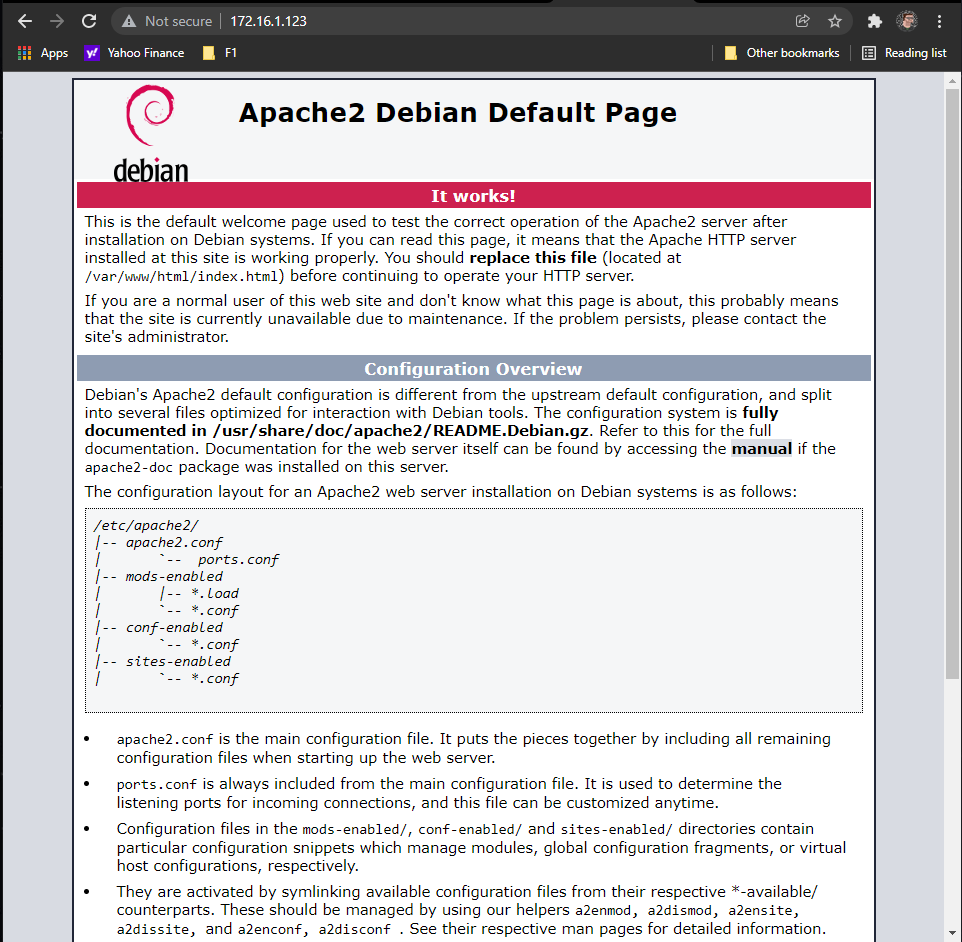 Not secure | 172.16.1.123
Apps Yahoo Finance F1 Other bookmarks Reading list
debian
Apache2 Debian Default Page
It works!
This is the default welcome page used to test the correct operation of the Apache2 server after
installation on Debian systems. If you can read this page, it means that the Apache HTTP server
installed at this site is working properly. You should replace this file (located at
/var/www/html/index.html) before continuing to operate your HTTP server.
If you are a normal user of this web site and don't know what this page is about, this probably means
that the site is currently unavailable due to maintenance. If the problem persists, please contact the
site's administrator.
Configuration Overview
Debian's Apache2 default configuration is different from the upstream default configuration, and split
into several files optimized for interaction with Debian tools. The configuration system is fully
documented in /usr/share/doc/apache2/README.Debian.gz. Refer to this for the full
documentation. Documentation for the web server itself can be found by accessing the manual if the
apache2-doc package was installed on this server.
The configuration layout for an Apache2 web server installation on Debian systems is as follows:
/etc/apache2/
|-- apache2.conf
|       `--  ports.conf
|-- mods-enabled
|       |-- *.load
|       `-- *.conf
|-- conf-enabled
|       `-- *.conf
|-- sites-enabled
|       `-- *.conf
• apache2.conf is the main configuration file. It puts the pieces together by including all remaining
configuration files when starting up the web server.
• ports.conf is always included from the main configuration file. It is used to determine the
listening ports for incoming connections, and this file can be customized anytime.
• Configuration files in the mods-enabled/, conf-enabled/ and sites-enabled/ directories contain
particular configuration snippets which manage modules, global configuration fragments, or virtual
host configurations, respectively.
• They are activated by symlinking available configuration files from their respective *-available/
counterparts. These should be managed by using our helpers a2enmod, a2dismod, a2ensite,
a2dissite, and a2enconf, a2disconf . See their respective man pages for detailed information.